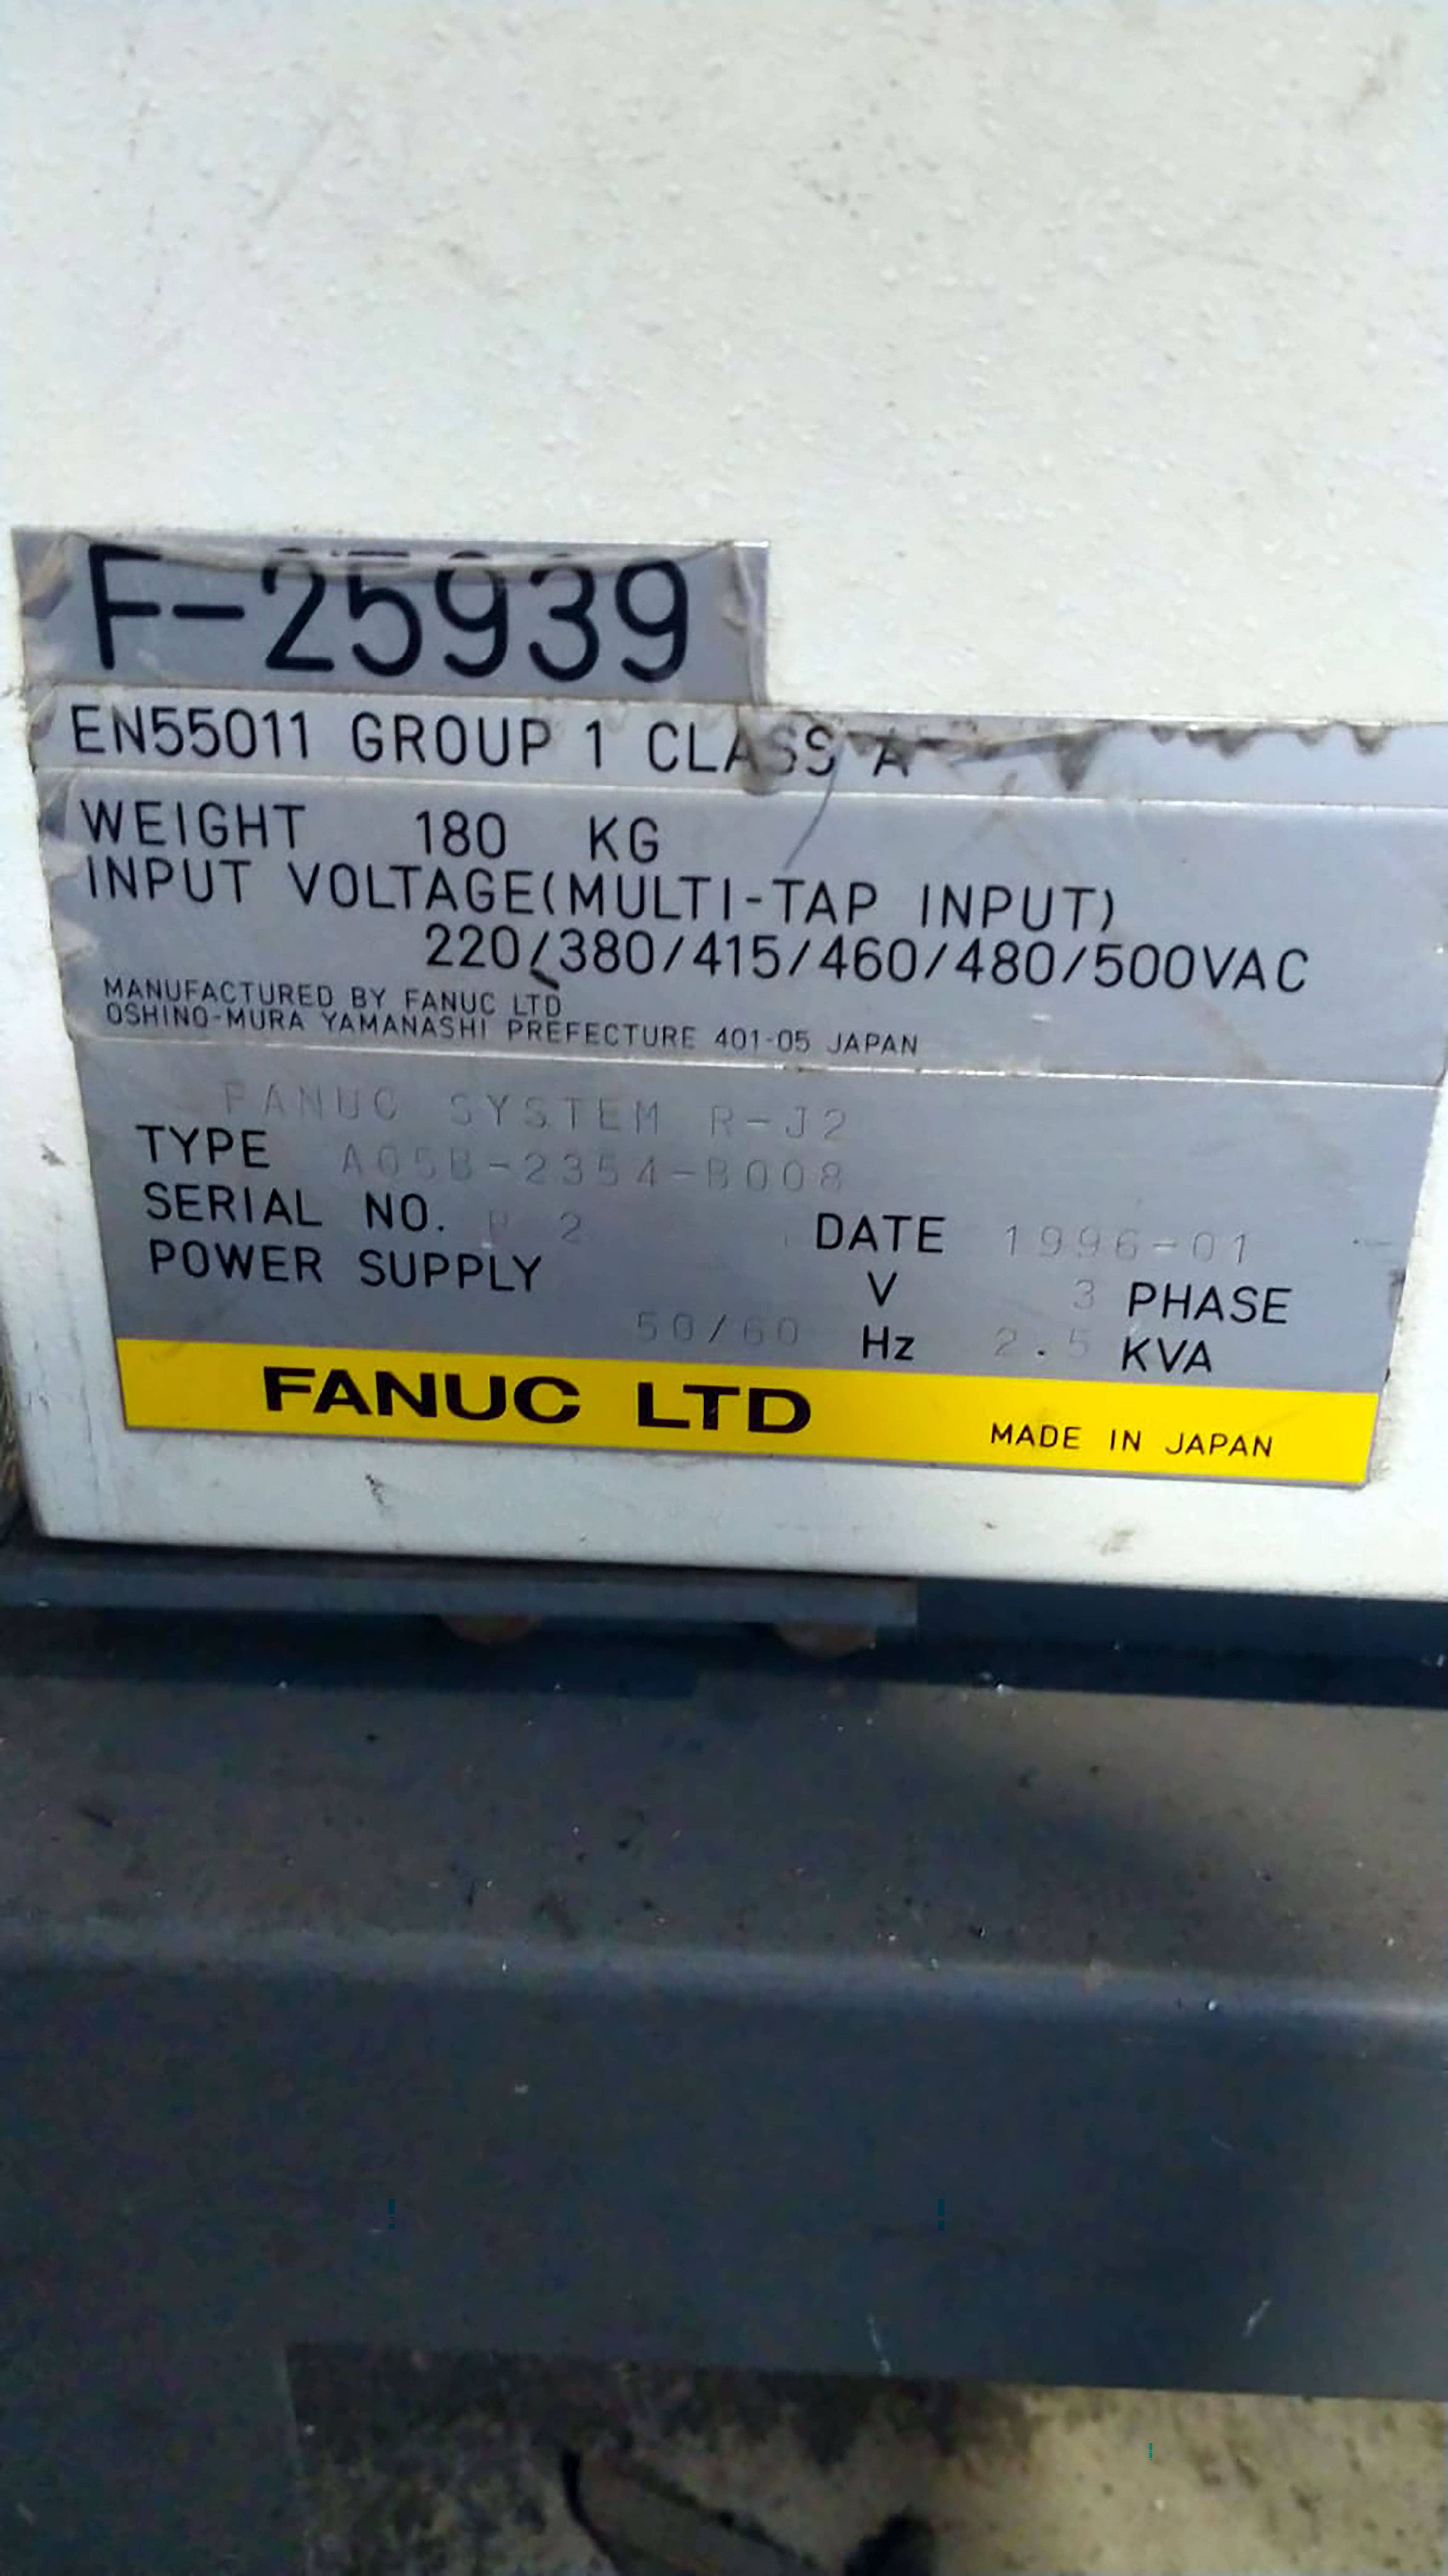 F-25939
EN55011 GROUP 1 CLASS A
WEIGHT 180 KG
INPUT VOLTAGE(MULTI-TAP INPUT)
220/380/415/460/480/500VAC
MANUFACTURED BY FANUC LTD
OSHINO-MURA YAMANASHI PREFECTURE 401-05 JAPAN
FANUC SYSTEM R-J2
TYPE A05B-2354-B008
SERIAL NO. DATE 1996-01
POWER SUPPLY V 3 PHASE
50/60 Hz 2.5 KVA
FANUC LTD MADE IN JAPAN